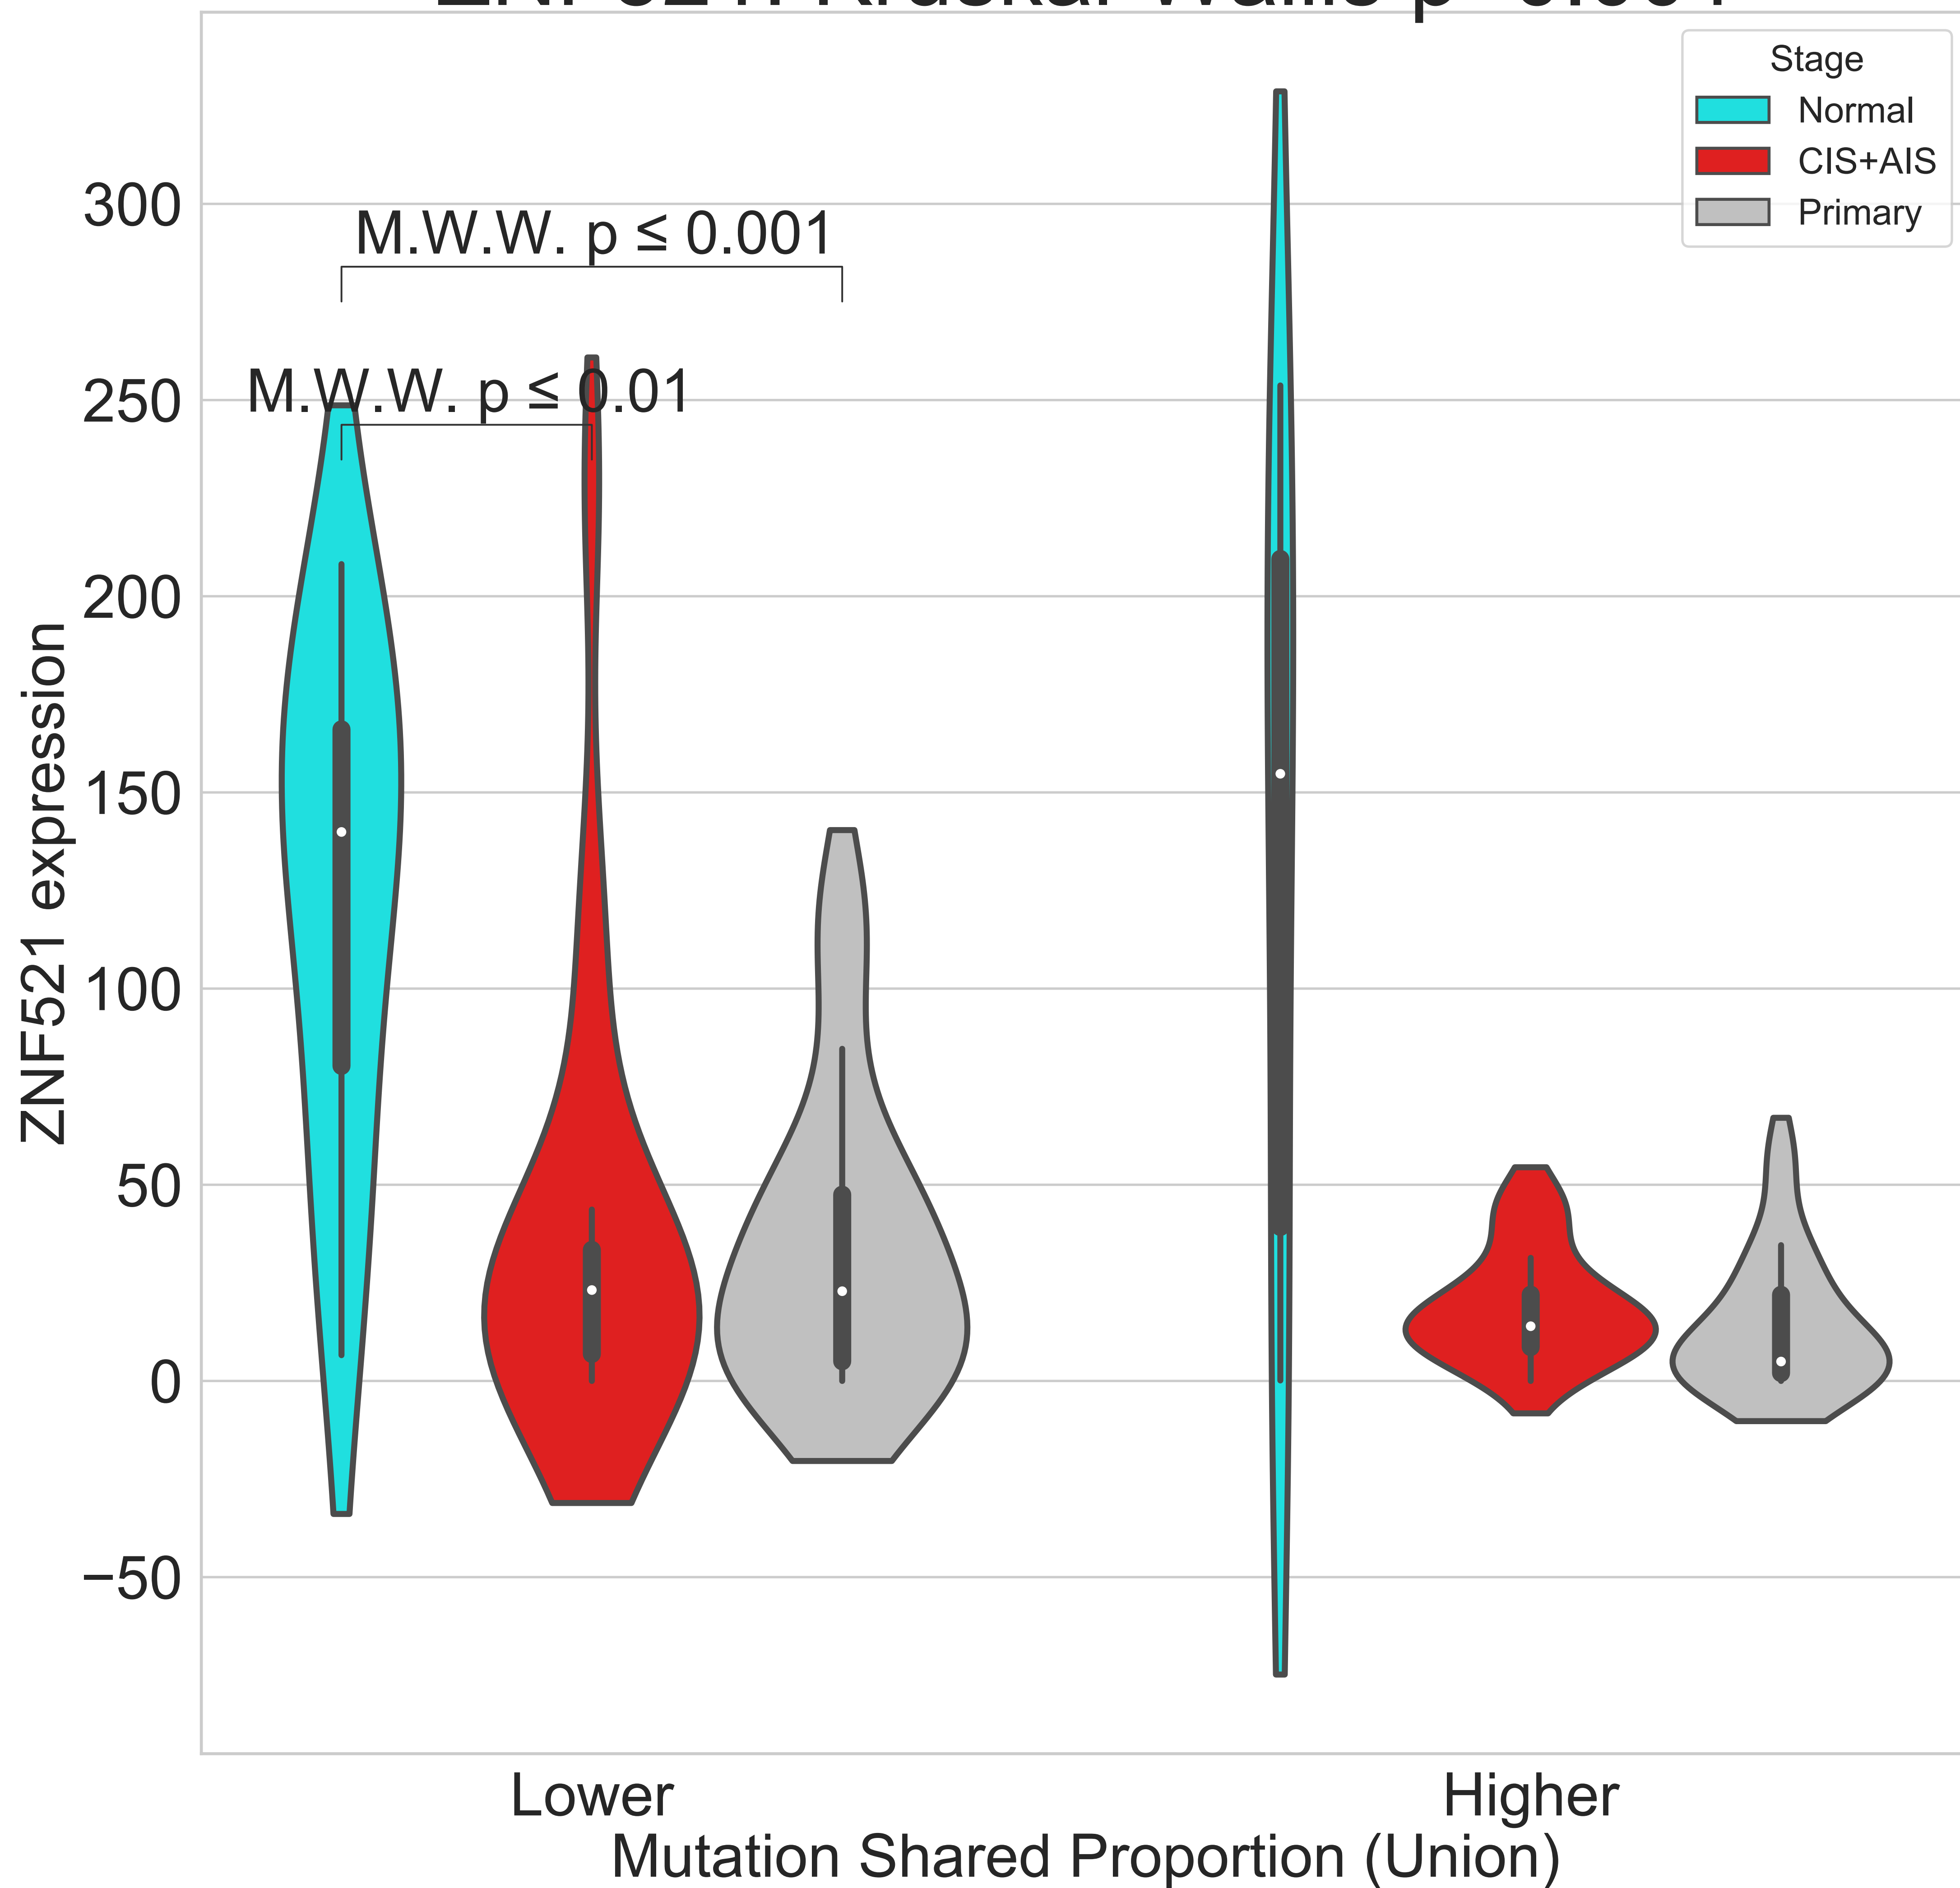 Stage
Normal
CIS+AIS
Primary
M.W.W. p ≤ 0.001
M.W.W. p ≤ 0.01
300
250
200
150
100
50
0
−50
ZNF521 expression
Lower
Higher
Mutation Shared Proportion (Union)